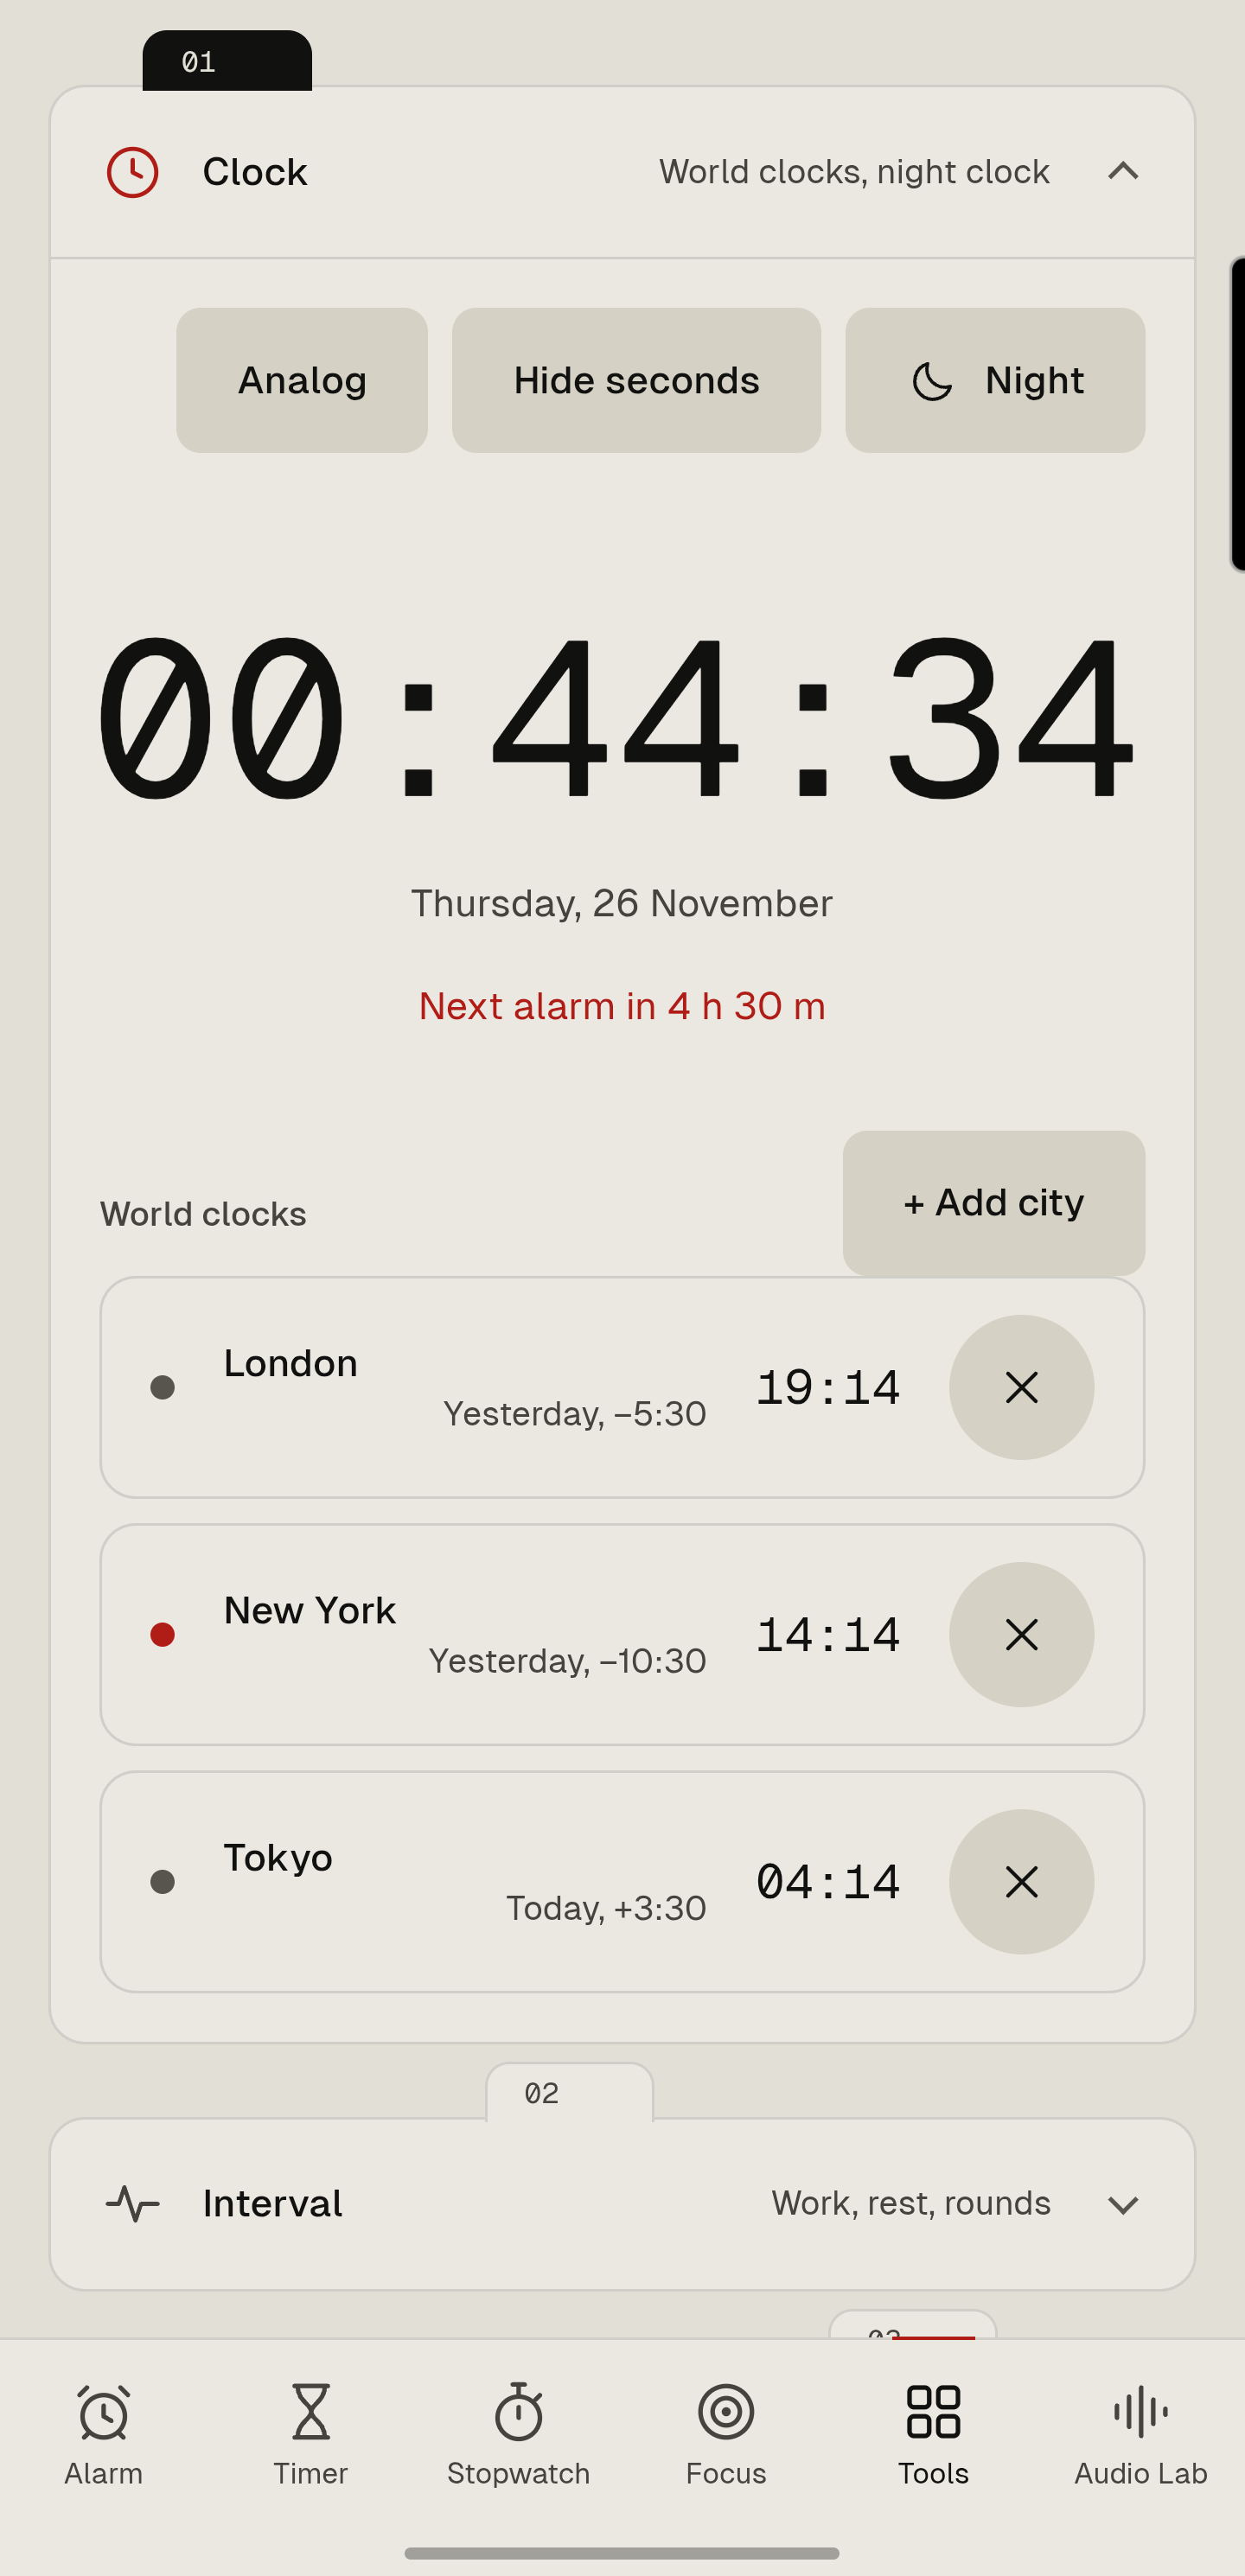 01
Clock
World clocks, night clock
Analog
Hide seconds
Night
00:44:34
Thursday, 26 November
Next alarm in 4 h 30 m
World clocks
+ Add city
London
Yesterday, −5:30
19:14
New York
Yesterday, −10:30
14:14
Tokyo
Today, +3:30
04:14
02
Interval
Work, rest, rounds
Alarm
Timer
Stopwatch
Focus
Tools
Audio Lab